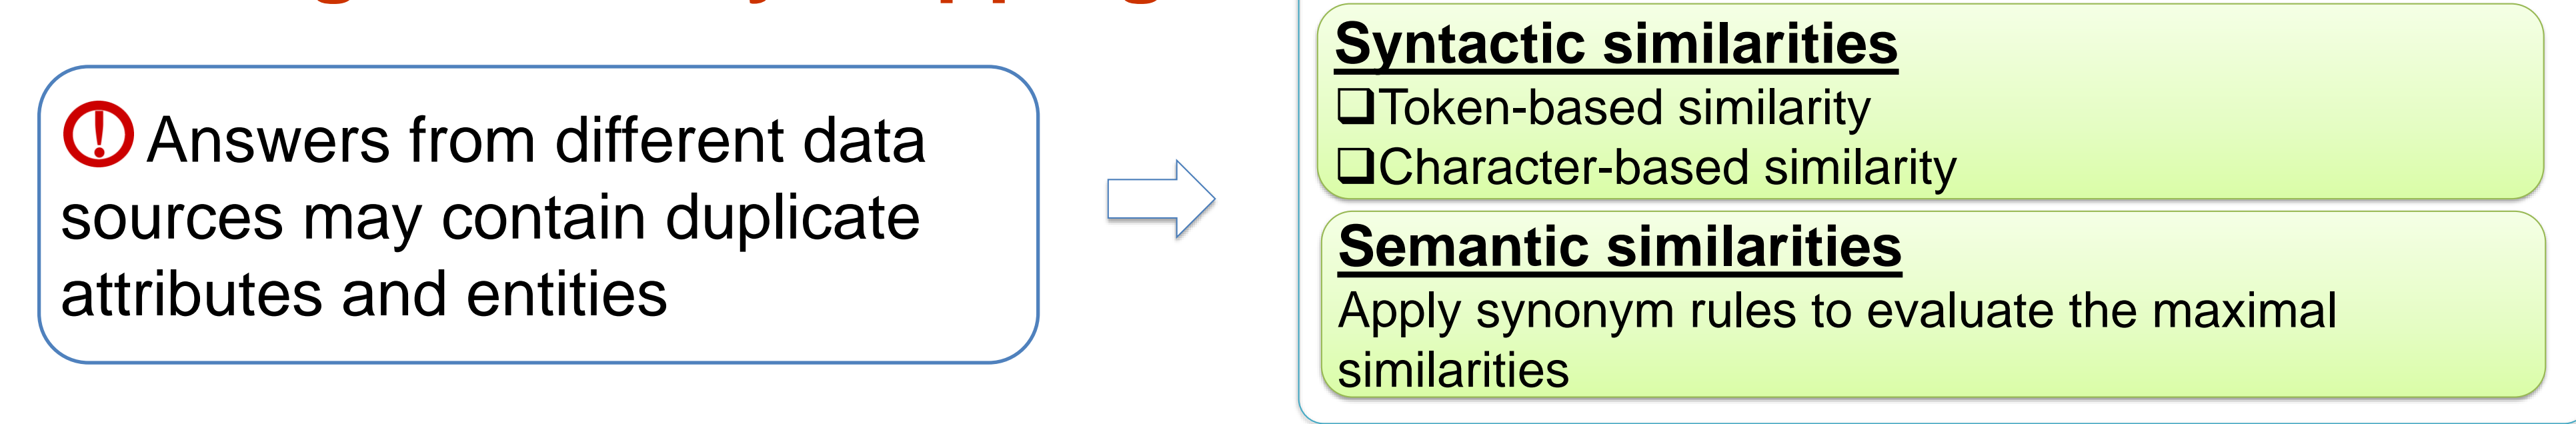 Answers from different data
sources may contain duplicate
attributes and entities
Syntactic similarities
❑Token-based similarity
❑Character-based similarity
Semantic similarities
Apply synonym rules to evaluate the maximal
similarities